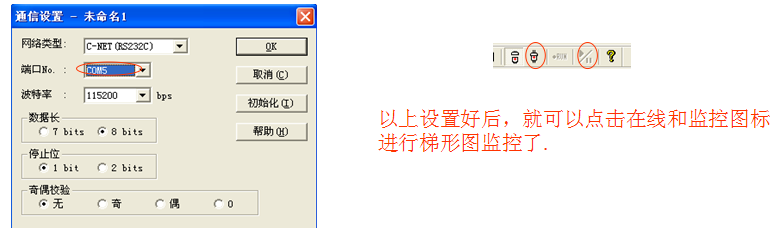 通信设置 - 未命名1
网络类型: C-NET(RS232C)
OK
端口No. : COM5
取消(C)
波特率 : 115200 bps
初始化(I)
数据长
7 bits 8 bits
帮助(H)
停止位
1 bit 2 bits
奇偶校验
无 奇 偶 0
以上设置好后，就可以点击在线和监控图标
进行梯形图监控了.